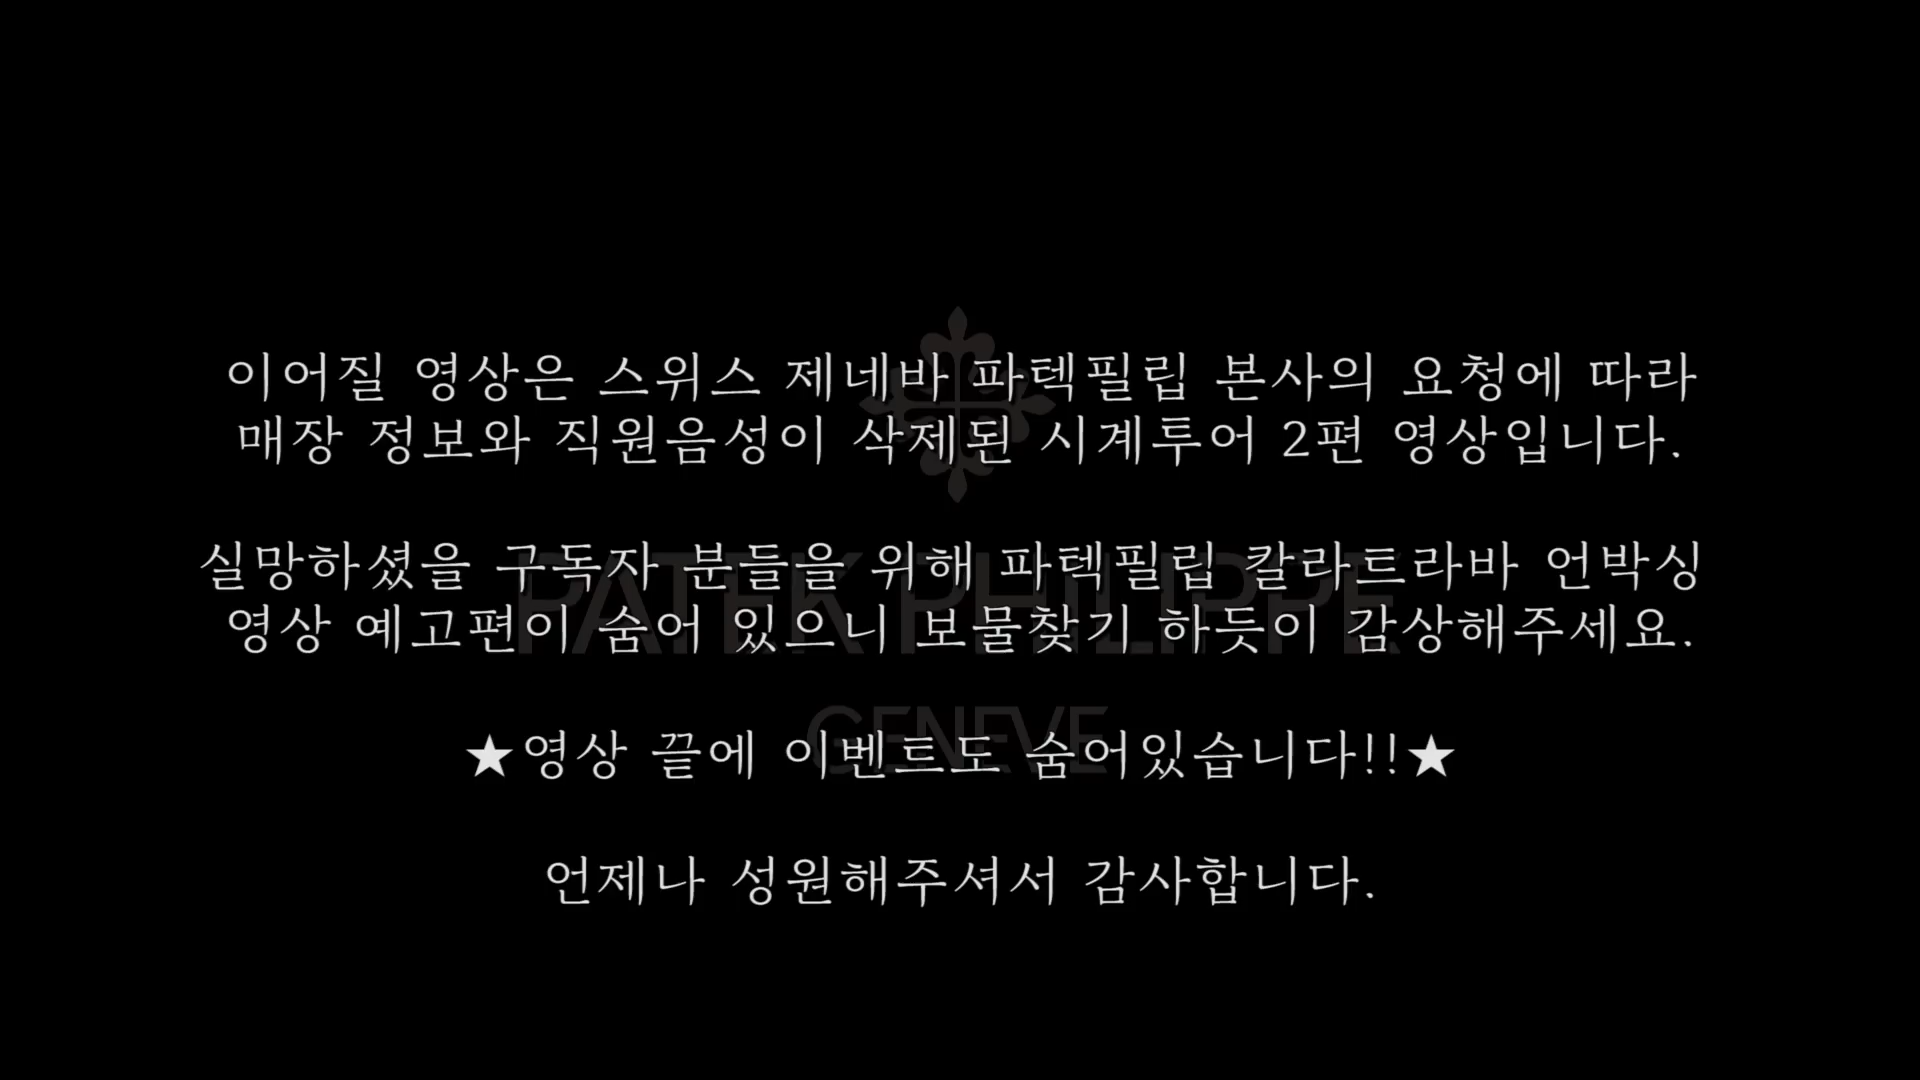 이어질 영상은 스위스 제네바 파텍필립 본사의 요청에 따라
매장 정보와 직원음성이 삭제된 시계투어 2편 영상입니다.
실망하셨을 구독자 분들을 위해 파텍필립 칼라트라바 언박싱
영상 예고편이 숨어 있으니 보물찾기 하듯이 감상해주세요.
PATEK PHILIPPE
★영상 끝에 이벤트도 숨어있습니다!!★
GENEVE
언제나 성원해주셔서 감사합니다.